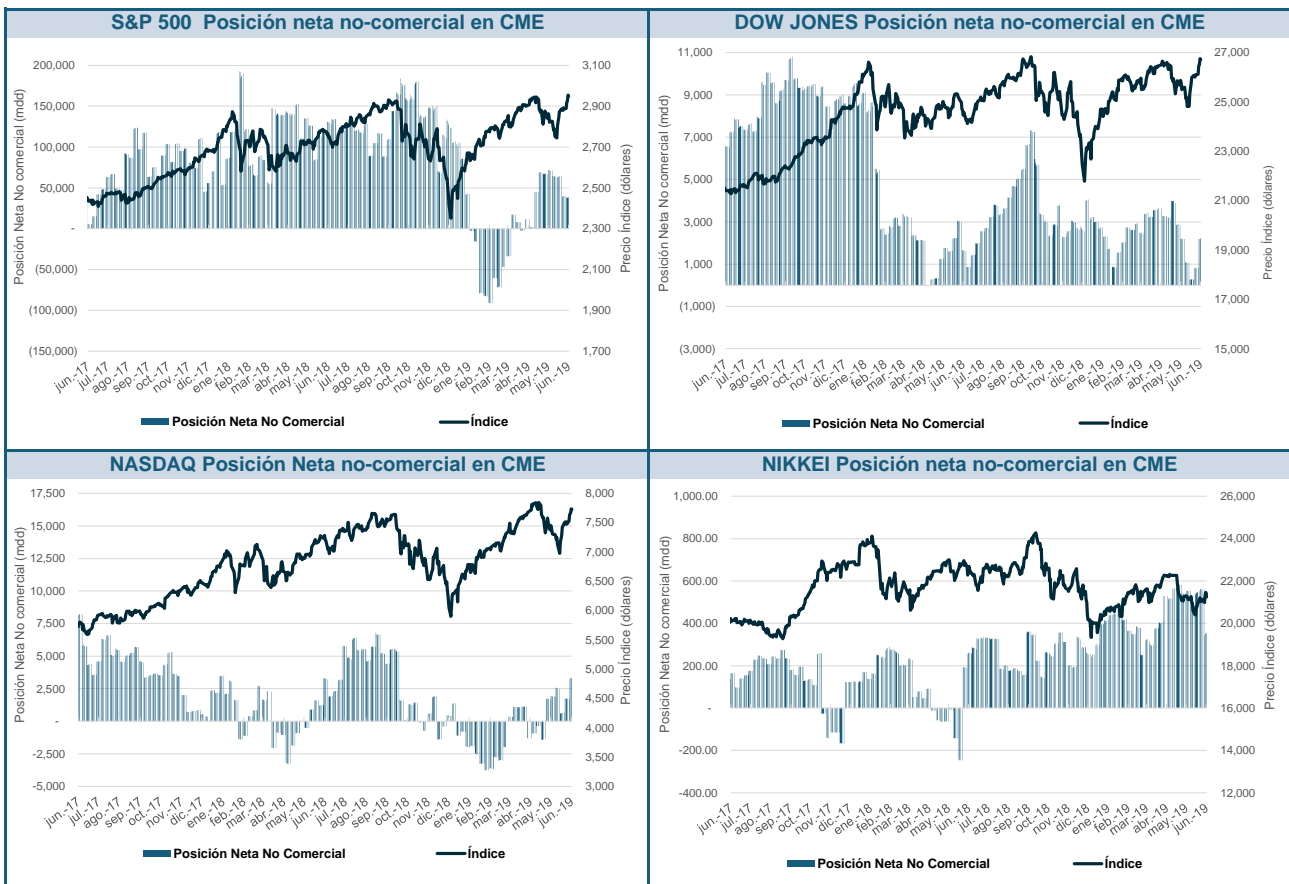 S&P 500 Posición neta no-comercial en CME
Posición Neta No Comercial (mdd)
200,000
150,000
100,000
50,000
-
(50,000)
(100,000)
(150,000)
3,100
2,900
2,700
2,500
2,300
2,100
1,900
1,700
Precio Índice (dólares)
jun.-17
jul.-17
ago.-17
sep.-17
oct.-17
nov.-17
dic.-17
ene.-18
feb.-18
mar.-18
abr.-18
may.-18
jun.-18
jul.-18
ago.-18
sep.-18
oct.-18
nov.-18
dic.-18
ene.-19
feb.-19
mar.-19
abr.-19
may.-19
jun.-19
Posición Neta No Comercial
Índice
DOW JONES Posición neta no-comercial en CME
Posición Neta No Comercial (mdd)
11,000
9,000
7,000
5,000
3,000
1,000
(1,000)
(3,000)
27,000
25,000
23,000
21,000
19,000
17,000
15,000
Precio Índice (dólares)
jun.-17
jul.-17
ago.-17
sep.-17
oct.-17
nov.-17
dic.-17
ene.-18
feb.-18
mar.-18
abr.-18
may.-18
jun.-18
jul.-18
ago.-18
sep.-18
oct.-18
nov.-18
dic.-18
ene.-19
feb.-19
mar.-19
abr.-19
may.-19
jun.-19
Posición Neta No Comercial
Índice
NASDAQ Posición Neta no-comercial en CME
Posición Neta No Comercial (mdd)
17,500
15,000
12,500
10,000
7,500
5,000
2,500
-
-2,500
-5,000
8,000
7,500
7,000
6,500
6,000
5,500
5,000
4,500
4,000
3,500
3,000
Precio Índice (dólares)
jun.-17
jul.-17
ago.-17
sep.-17
oct.-17
nov.-17
dic.-17
ene.-18
feb.-18
mar.-18
abr.-18
may.-18
jun.-18
jul.-18
ago.-18
sep.-18
oct.-18
nov.-18
dic.-18
ene.-19
feb.-19
mar.-19
abr.-19
may.-19
jun.-19
Posición Neta No Comercial
Índice
NIKKEI Posición neta no-comercial en CME
Posición Neta No Comercial (mdd)
1,000.00
800.00
600.00
400.00
200.00
-
-200.00
-400.00
26,000
24,000
22,000
20,000
18,000
16,000
14,000
12,000
Precio Índice (dólares)
jun.-17
jul.-17
ago.-17
sep.-17
oct.-17
nov.-17
dic.-17
ene.-18
feb.-18
mar.-18
abr.-18
may.-18
jun.-18
jul.-18
ago.-18
sep.-18
oct.-18
nov.-18
dic.-18
ene.-19
feb.-19
mar.-19
abr.-19
may.-19
jun.-19
Posición Neta No Comercial
Índice